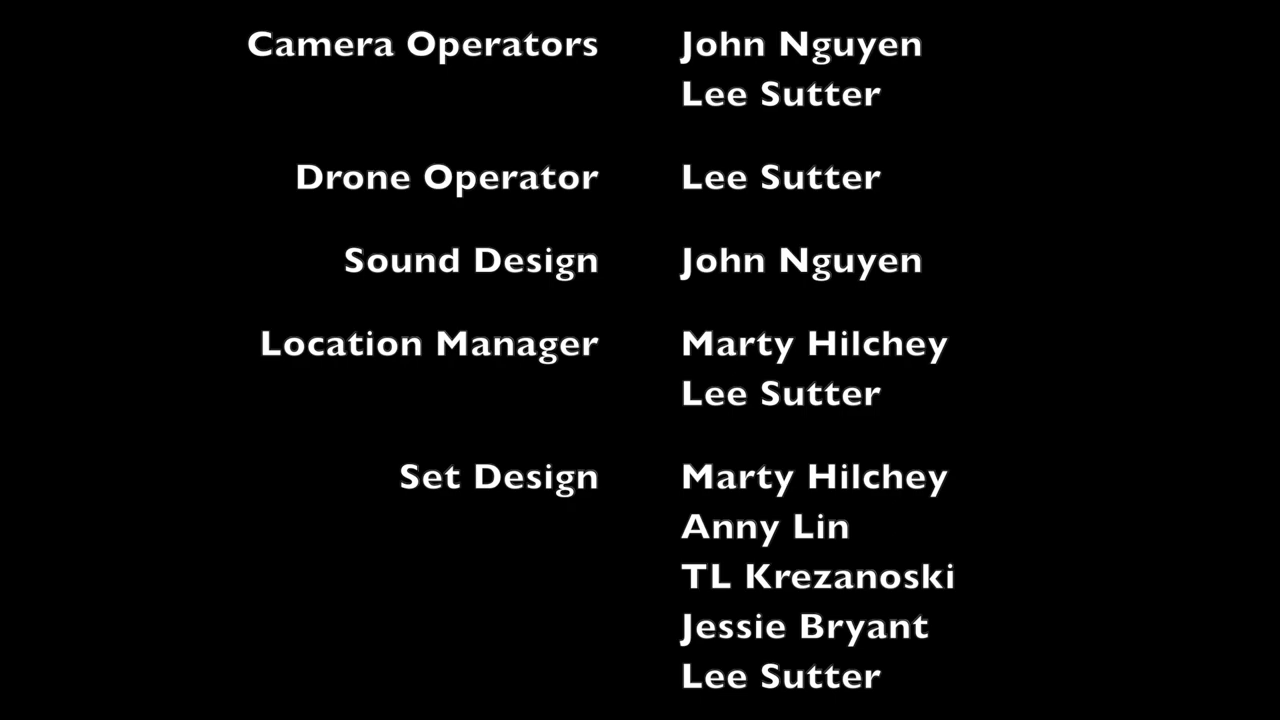 Camera Operators John Nguyen
Lee Sutter
Drone Operator Lee Sutter
Sound Design John Nguyen
Location Manager Marty Hilchey
Lee Sutter
Set Design Marty Hilchey
Anny Lin
TL Krezanoski
Jessie Bryant
Lee Sutter